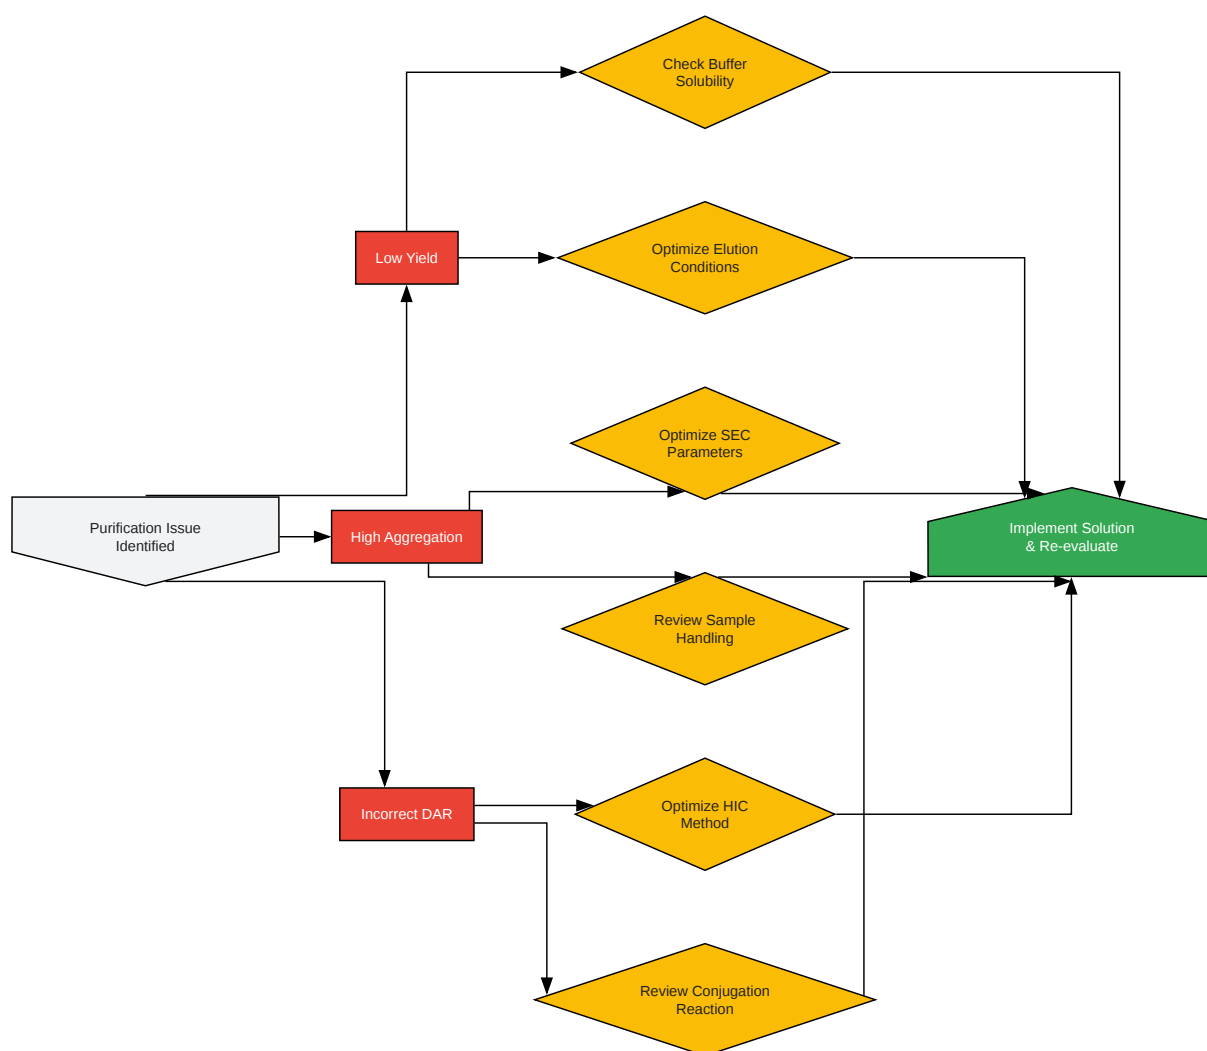 Check Buffer
Solubility
Low Yield
Optimize Elution
Conditions
Optimize SEC
Parameters
Purification Issue
Identified
High Aggregation
Implement Solution
& Re-evaluate
Review Sample
Handling
Incorrect DAR
Optimize HIC
Method
Review Conjugation
Reaction